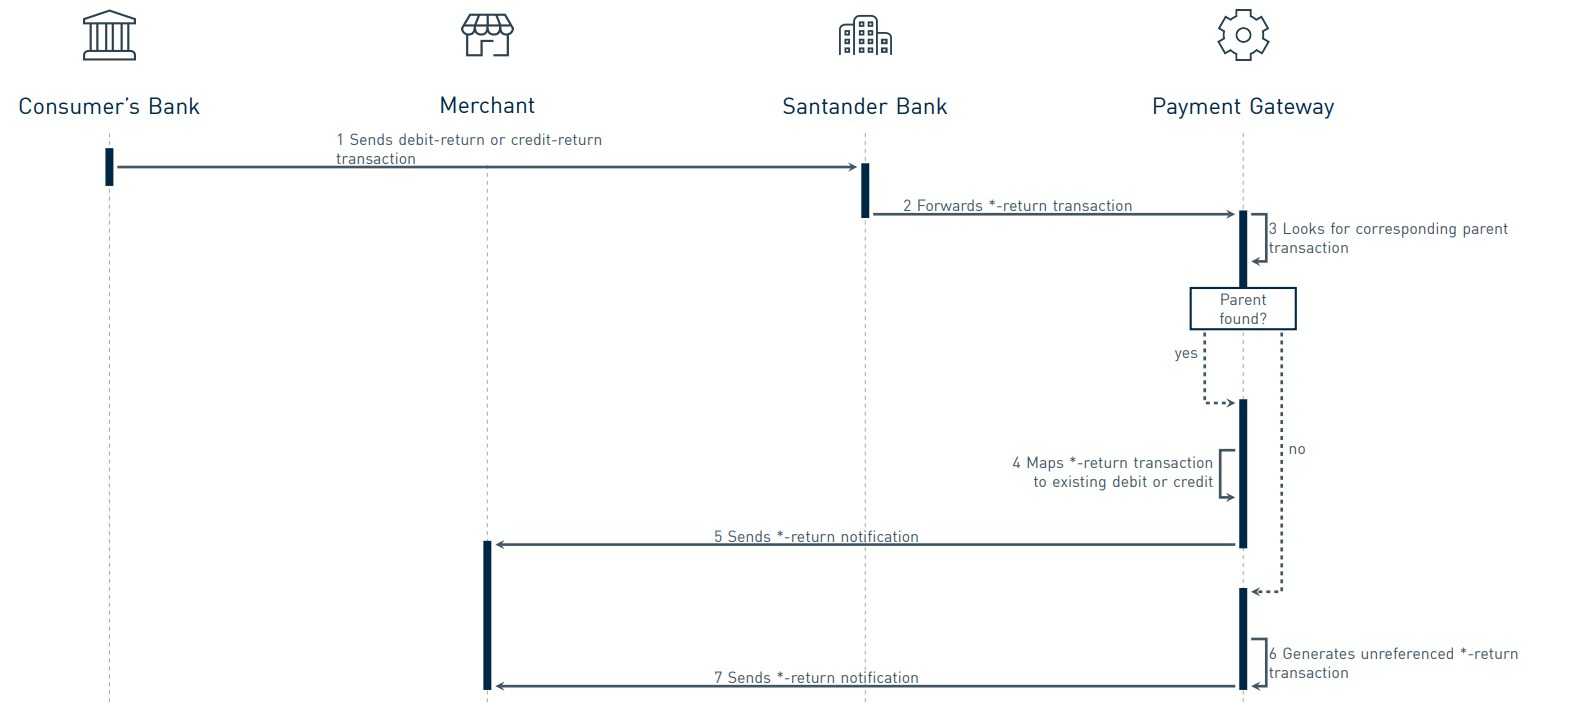 Consumer’s Bank
Merchant
Santander Bank
Payment Gateway
1 Sends debit-return or credit-return
transaction
2 Forwards *-return transaction
3 Looks for corresponding parent
transaction
Parent
found?
yes
no
4 Maps *-return transaction
to existing debit or credit
5 Sends *-return notification
6 Generates unreferenced *-return
transaction
7 Sends *-return notification